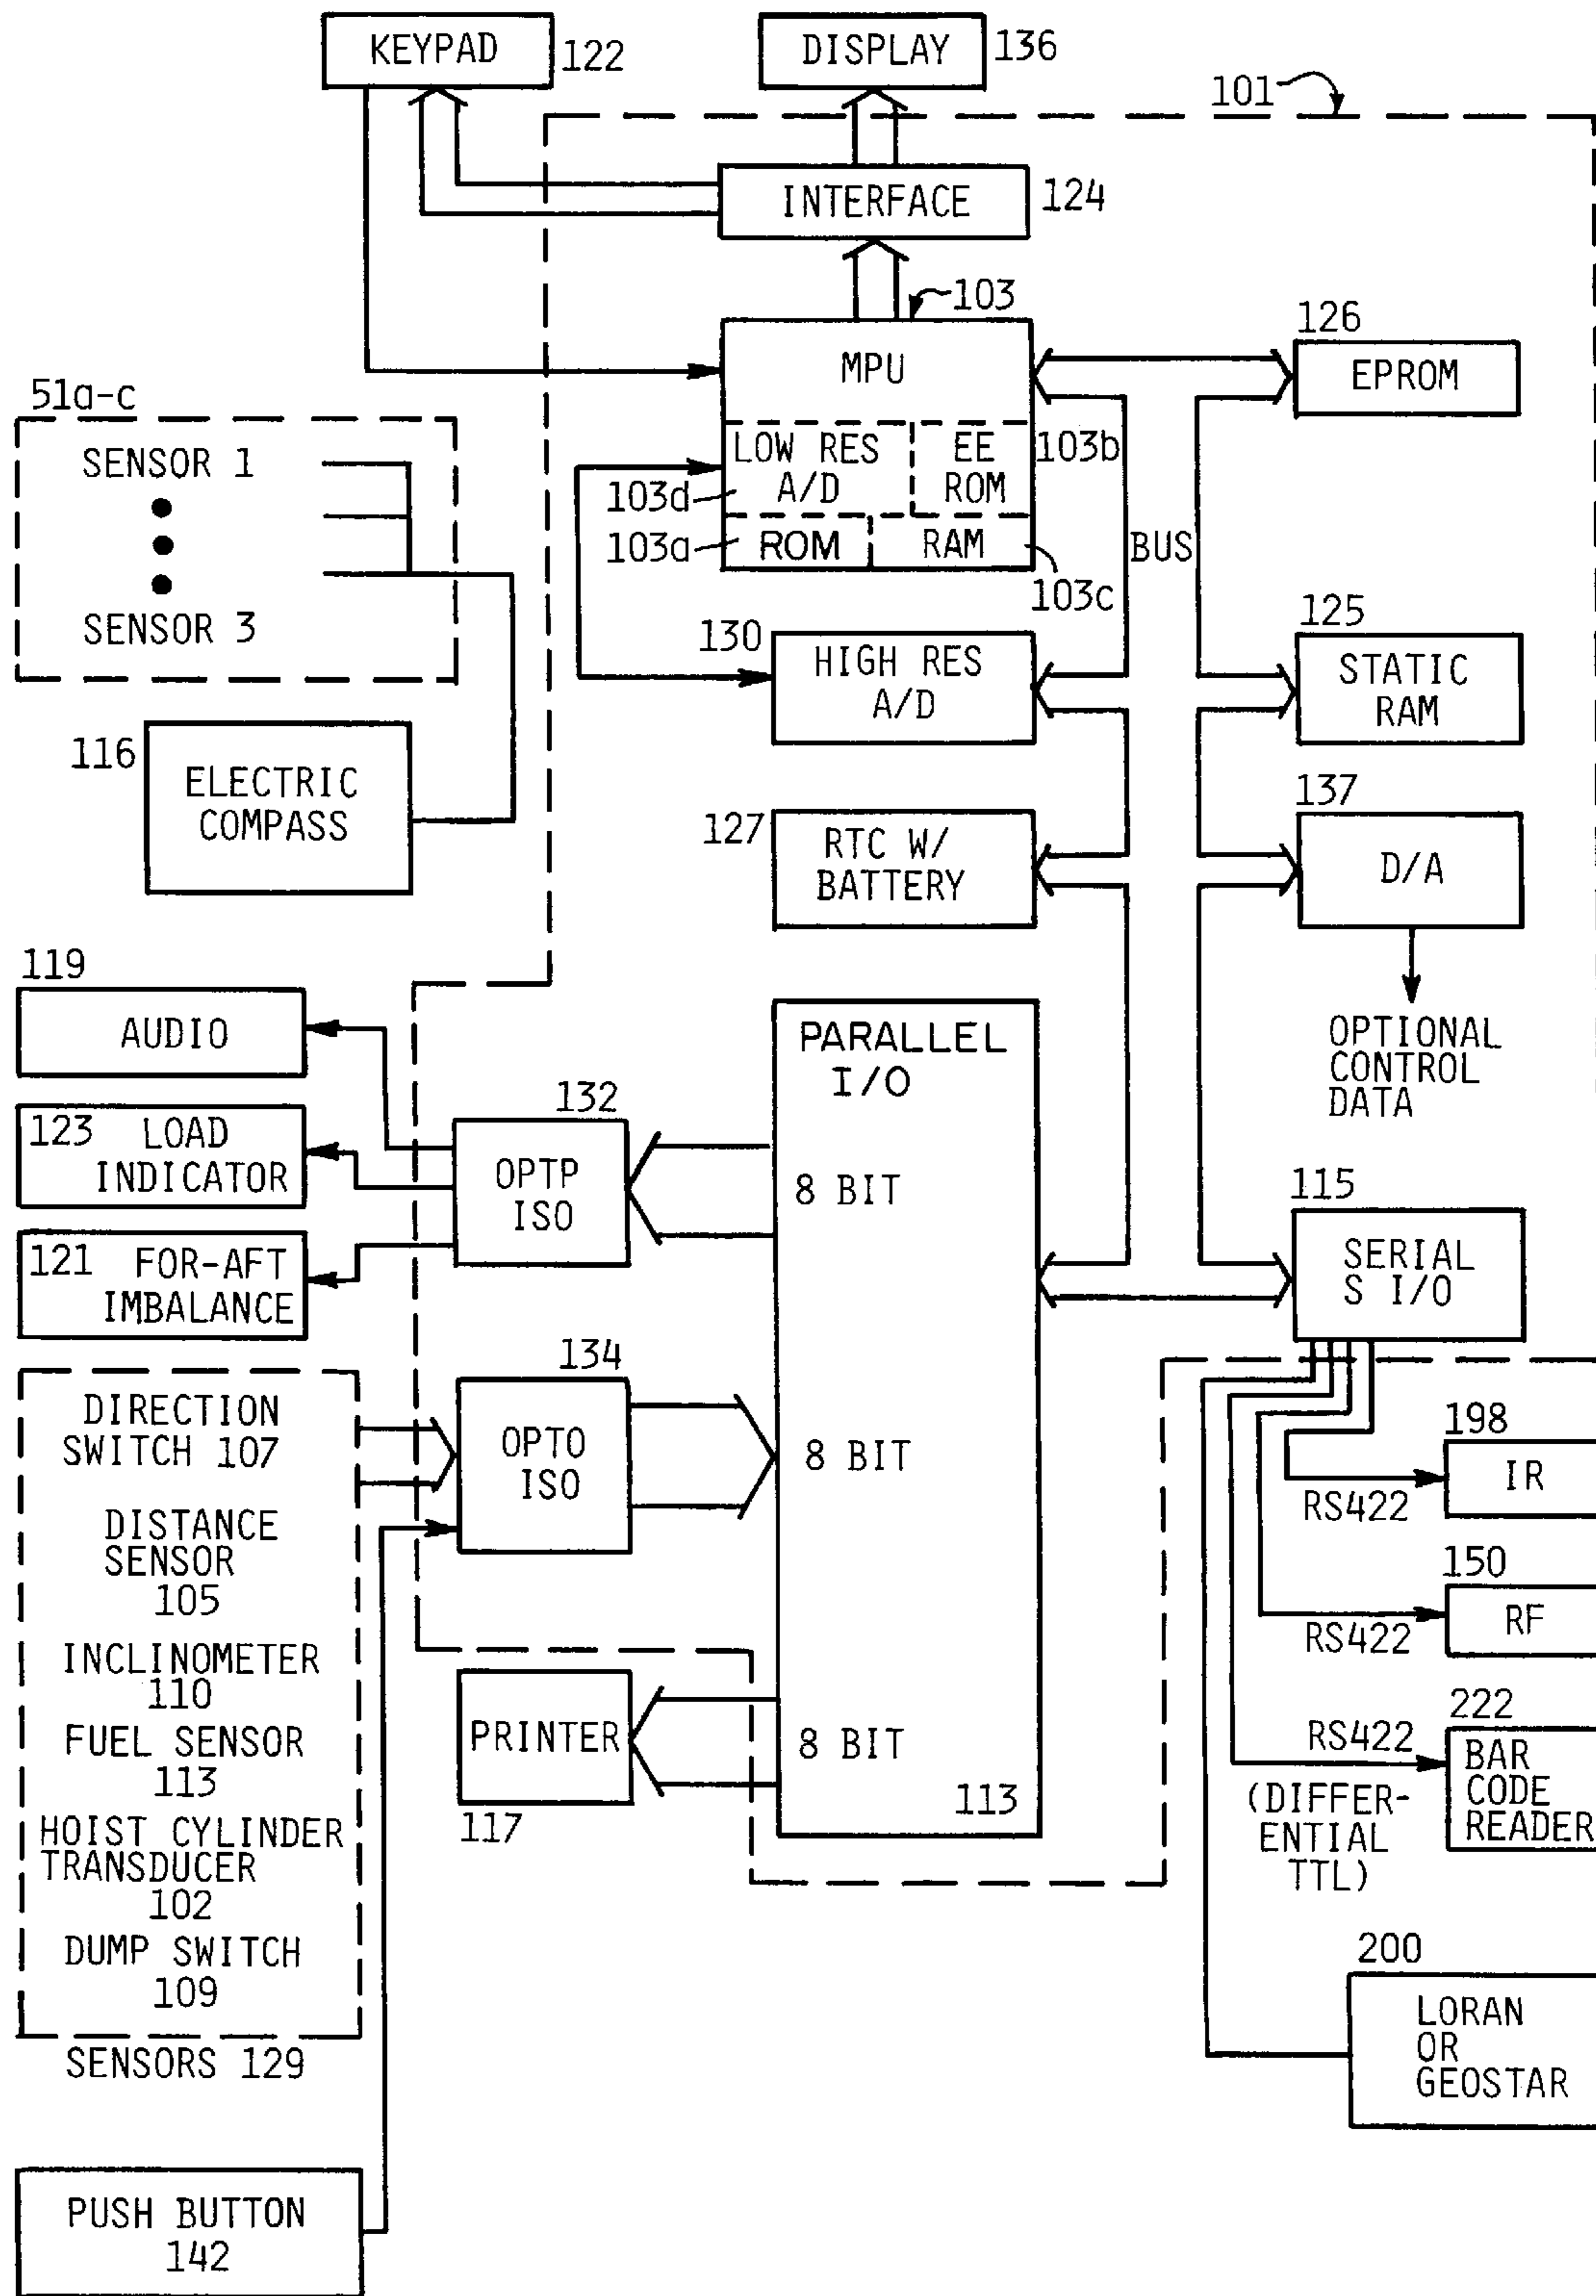 KEYPAD
122
DISPLAY
136
101
INTERFACE
124
103
MPU
LOW RES
A/D
EE
ROM
103b
103d
103a
ROM
RAM
103c
126
EPROM
BUS
51a-c
SENSOR 1
SENSOR 3
116
ELECTRIC
COMPASS
130
HIGH RES
A/D
125
STATIC
RAM
127
RTC W/
BATTERY
137
D/A
OPTIONAL
CONTROL
DATA
119
AUDIO
123 LOAD
INDICATOR
121 FOR-AFT
IMBALANCE
132
OPTP
ISO
PARALLEL
I/O
8 BIT
115
SERIAL
S I/O
134
OPTO
ISO
8 BIT
DIRECTION
SWITCH 107
DISTANCE
SENSOR
105
INCLINOMETER
110
FUEL SENSOR
113
HOIST CYLINDER
TRANSDUCER
102
DUMP SWITCH
109
SENSORS 129
PRINTER
117
8 BIT
113
198
IR
RS422
150
RF
RS422
222
BAR
CODE
READER
RS422
(DIFFER-
ENTIAL
TTL)
200
LORAN
OR
GEOSTAR
PUSH BUTTON
142